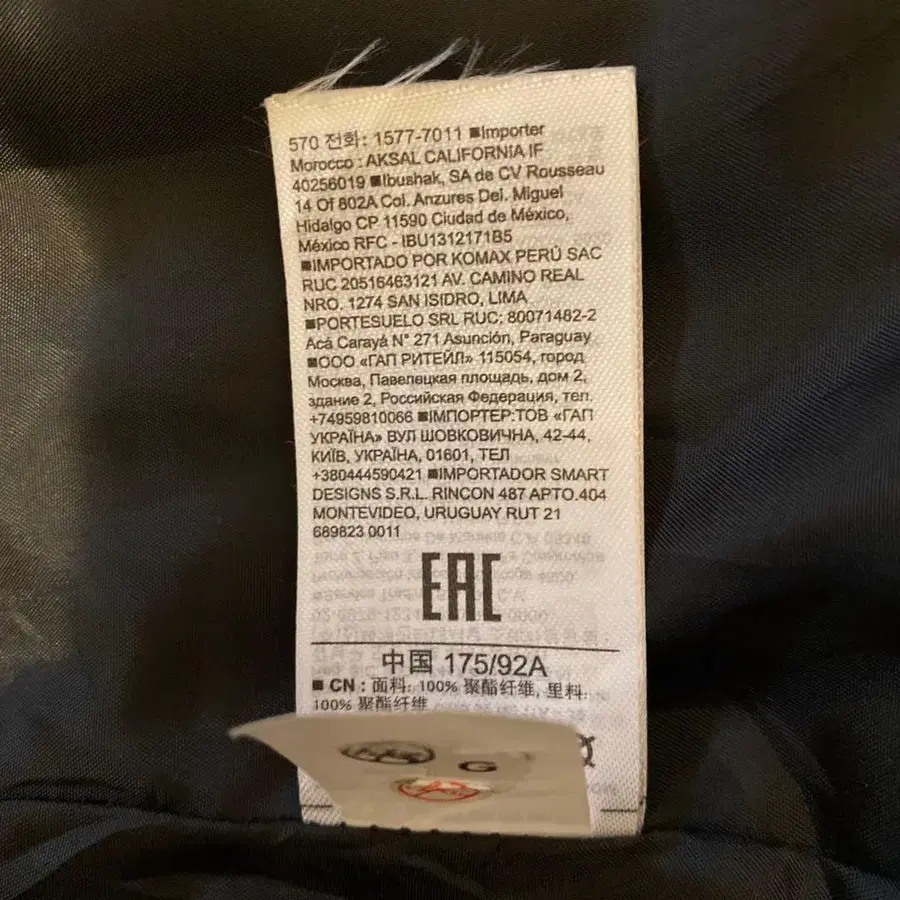 570 전화: 1577-7011 ■Importer
Morocco : AKSAL CALIFORNIA IF
40256019 ■Ibushak, SA de CV Rousseau
14 Of 802A Col. Anzures Del. Miguel
Hidalgo CP 11590 Ciudad de México,
México RFC - IBU1312171B5
■IMPORTADO POR KOMAX PERÚ SAC
RUC 20516463121 AV. CAMINO REAL
NRO. 1274 SAN ISIDRO, LIMA
■PORTESUELO SRL RUC: 80071482-2
Acá Carayá N° 271 Asunción, Paraguay
■ООО «ГАП РИТЕЙЛ» 115054, город
Москва, Павелецкая площадь, дом 2,
здание 2, Российская Федерация, тел.
+74959810066 ■ІМПОРТЕР:ТОВ «ГАП
УКРАЇНА» ВУЛ ШОВКОВИЧНА, 42-44,
КИЇВ, УКРАЇНА, 01601, ТЕЛ
+380444590421 ■IMPORTADOR SMART
DESIGNS S.R.L. RINCON 487 APTO.404
MONTEVIDEO, URUGUAY RUT 21
689823 0011
EAC
中国 175/92A
■ CN : 面料: 100% 聚酯纤维, 里料:
100% 聚酯纤维
G